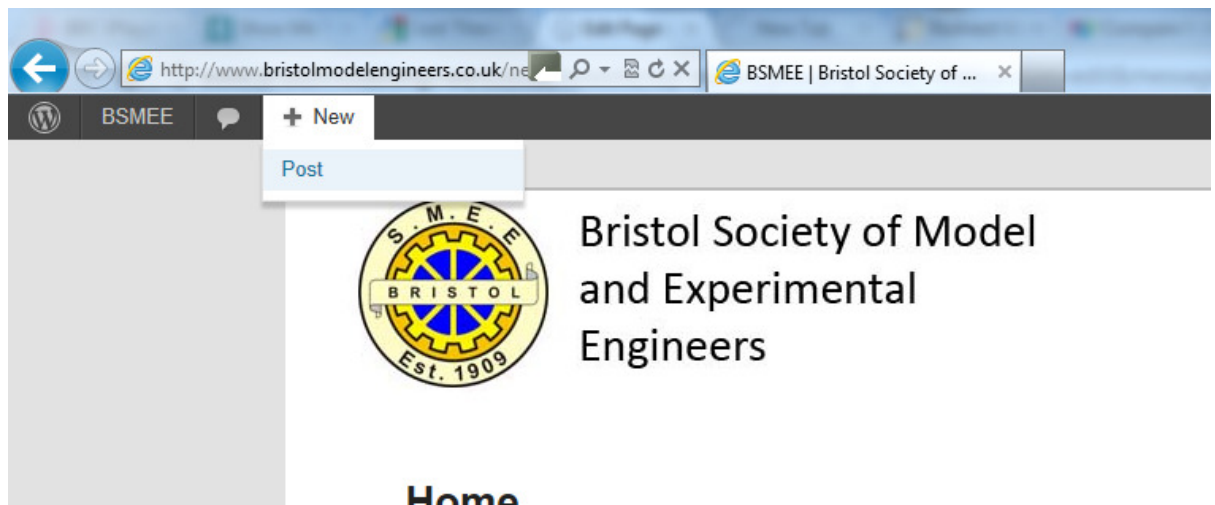 http://www.bristolmodelengineers.co.uk/ne
BSMEE | Bristol Society of ...
BSMEE
+ New
Post
S.M.E.E
BRISTOL
Est. 1909
Bristol Society of Model
and Experimental
Engineers
Home